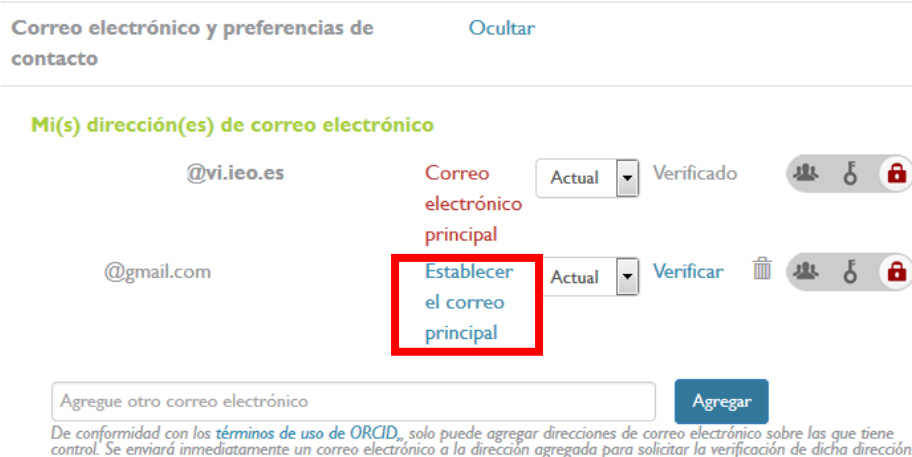 Correo electrónico y preferencias de contacto
Ocultar
Mi(s) dirección(es) de correo electrónico
@vi.ieo.es
Correo electrónico principal
Actual
Verificado
@gmail.com
Establecer el correo principal
Actual
Verificar
Agregue otro correo electrónico
Agregar
De conformidad con los términos de uso de ORCID,, solo puede agregar direcciones de correo electrónico sobre las que tiene
control. Se enviará inmediatamente un correo electrónico a la dirección agregada para solicitar la verificación de dicha dirección.